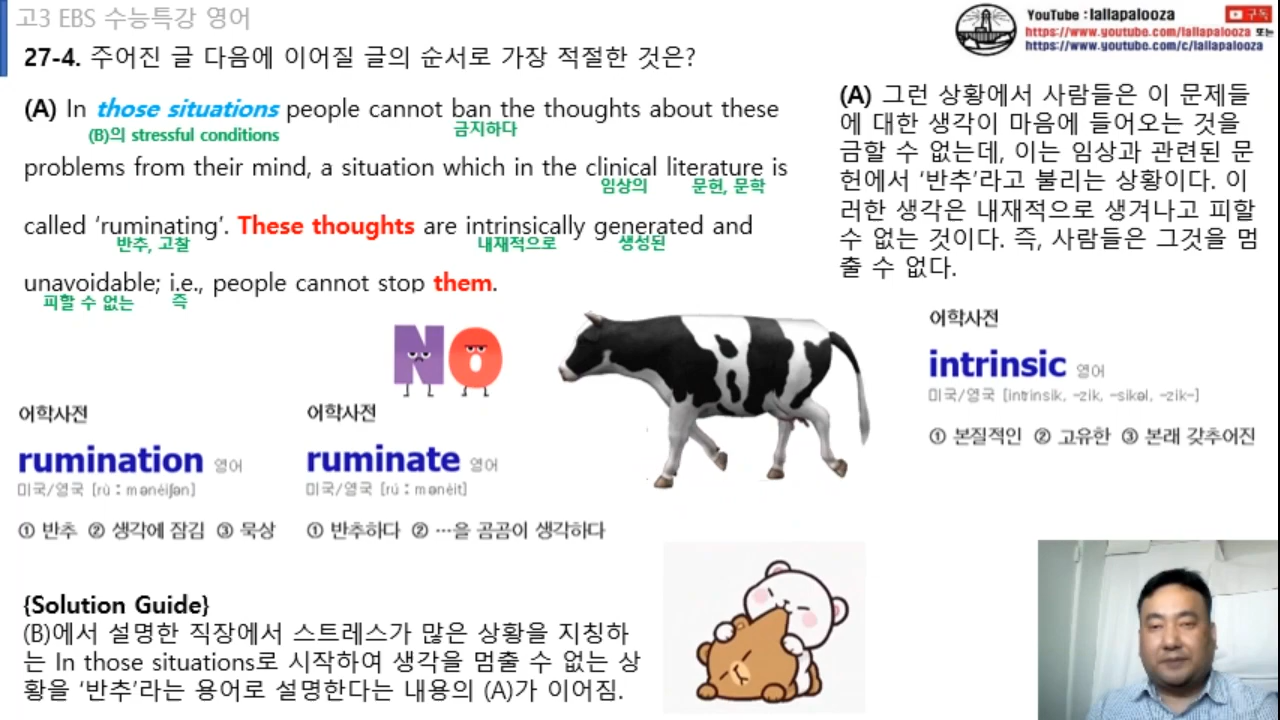 고3 EBS 수능특강 영어
YouTube : lallapalooza
구독
https://www.youtube.com/lallapalooza 또는
https://www.youtube.com/c/lallapalooza
27-4. 주어진 글 다음에 이어질 글의 순서로 가장 적절한 것은?
(A) In those situations people cannot ban the thoughts about these
(B)의 stressful conditions 금지하다
problems from their mind, a situation which in the clinical literature is
임상의 문헌, 문학
called ‘ruminating’. These thoughts are intrinsically generated and
반추, 고찰 내재적으로 생성된
unavoidable; i.e., people cannot stop them.
피할 수 없는 즉
(A) 그런 상황에서 사람들은 이 문제들
에 대한 생각이 마음에 들어오는 것을
금할 수 없는데, 이는 임상과 관련된 문
헌에서 ‘반추’라고 불리는 상황이다. 이
러한 생각은 내재적으로 생겨나고 피할
수 없는 것이다. 즉, 사람들은 그것을 멈
출 수 없다.
NO
어학사전
intrinsic 영어
미국/영국 [intrínsik, -zik, -sikəl, -zik-]
① 본질적인 ② 고유한 ③ 본래 갖추어진
어학사전
rumination 영어
미국/영국 [rùːmənéiʃən]
① 반추 ② 생각에 잠김 ③ 묵상
어학사전
ruminate 영어
미국/영국 [rúːmənèit]
① 반추하다 ② …을 곰곰이 생각하다
{Solution Guide}
(B)에서 설명한 직장에서 스트레스가 많은 상황을 지칭하
는 In those situations로 시작하여 생각을 멈출 수 없는 상
황을 ‘반추’라는 용어로 설명한다는 내용의 (A)가 이어짐.